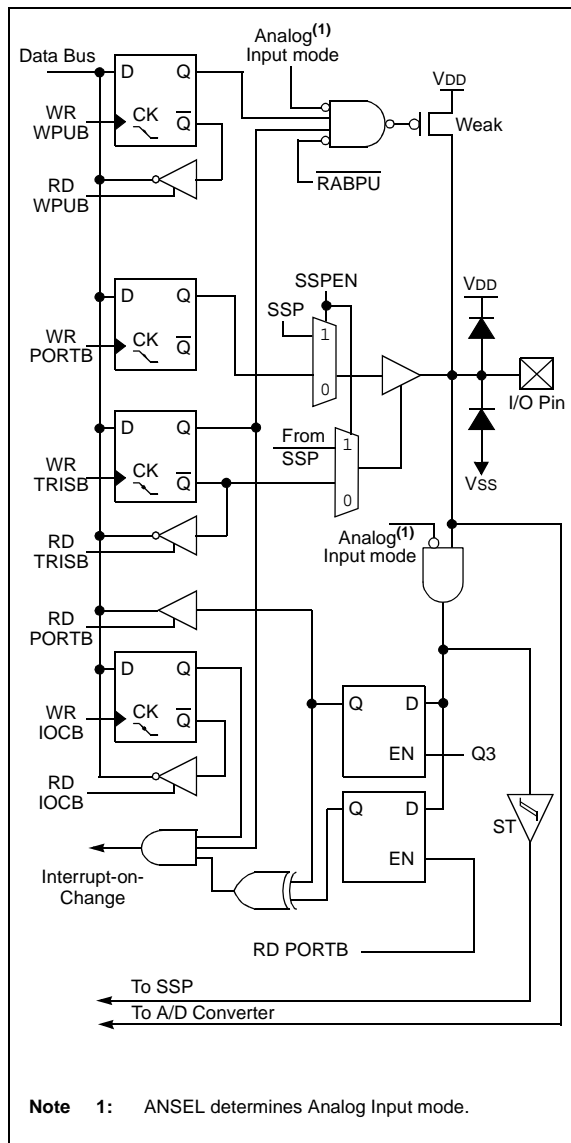 Analog(1)
Input mode
Data Bus
VDD
D
Q
WR
WPUB
CK
Q
Weak
RD
WPUB
RABPU
SSPEN
SSP
VDD
D
Q
1
WR
PORTB
CK
Q
0
I/O Pin
D
Q
From
SSP
1
WR
TRISB
CK
Q
0
VSS
RD
TRISB
Analog(1)
Input mode
RD
PORTB
D
Q
Q
D
WR
IOCB
CK
Q
EN
Q3
RD
IOCB
Q
D
ST
EN
Interrupt-on-
Change
RD PORTB
To SSP
To A/D Converter
Note 1: ANSEL determines Analog Input mode.